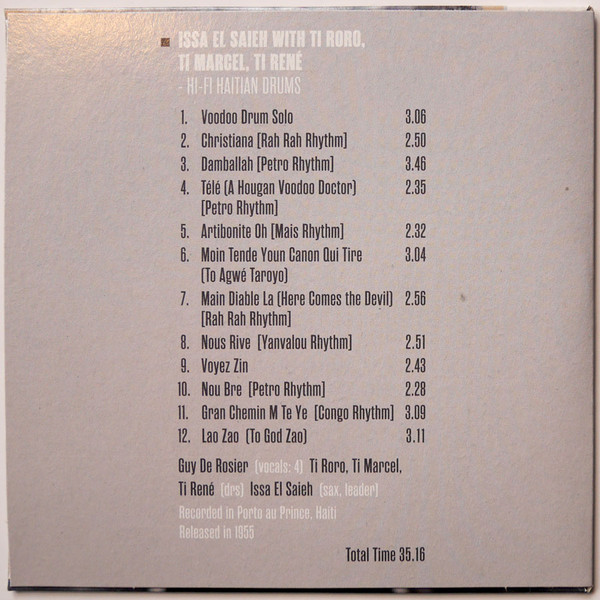 ISSA EL SAIEH WITH TI RORO,
TI MARCEL, TI RENÉ
- HI-FI HAITIAN DRUMS
1. Voodoo Drum Solo 3.06
2. Christiana [Rah Rah Rhythm] 2.50
3. Damballah [Petro Rhythm] 3.46
4. Télé (A Hougan Voodoo Doctor) 2.35
[Petro Rhythm]
5. Artibonite Oh [Mais Rhythm] 2.32
6. Moin Tende Youn Canon Qui Tire 3.04
(To Agwé Taroyo)
7. Main Diable La (Here Comes the Devil) 2.56
[Rah Rah Rhythm]
8. Nous Rive [Yanvalou Rhythm] 2.51
9. Voyez Zin 2.43
10. Nou Bre [Petro Rhythm] 2.28
11. Gran Chemin M Te Ye [Congo Rhythm] 3.09
12. Lao Zao (To God Zao) 3.11
Guy De Rosier (vocals: 4) Ti Roro, Ti Marcel,
Ti René (drs) Issa El Saieh (sax, leader)
Recorded in Porto au Prince, Haiti
Released in 1955
Total Time 35.16